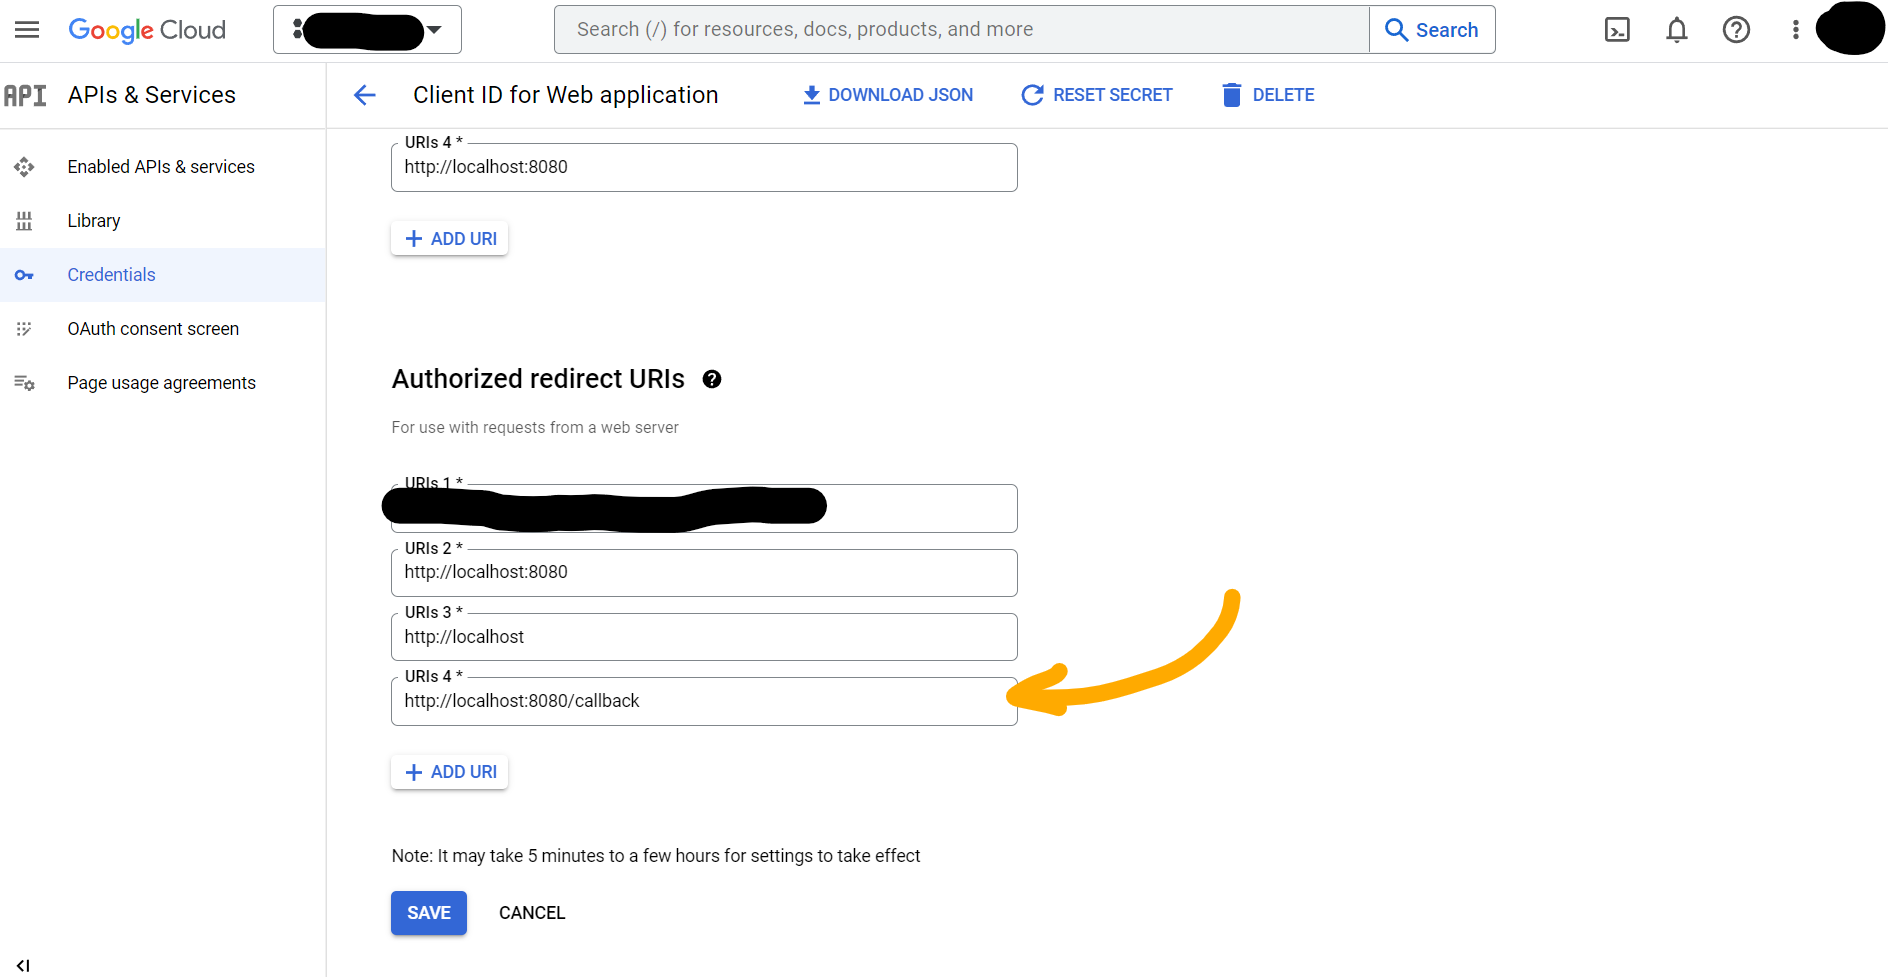 Google Cloud
Search (/) for resources, docs, products, and more
Search
API
APIs & Services
Client ID for Web application
DOWNLOAD JSON
RESET SECRET
DELETE
Enabled APIs & services
Library
Credentials
OAuth consent screen
Page usage agreements
URIs 4 *
http://localhost:8080
+ ADD URI
Authorized redirect URIs
For use with requests from a web server
URIs 1 *
URIs 2 *
http://localhost:8080
URIs 3 *
http://localhost
URIs 4 *
http://localhost:8080/callback
+ ADD URI
Note: It may take 5 minutes to a few hours for settings to take effect
SAVE
CANCEL